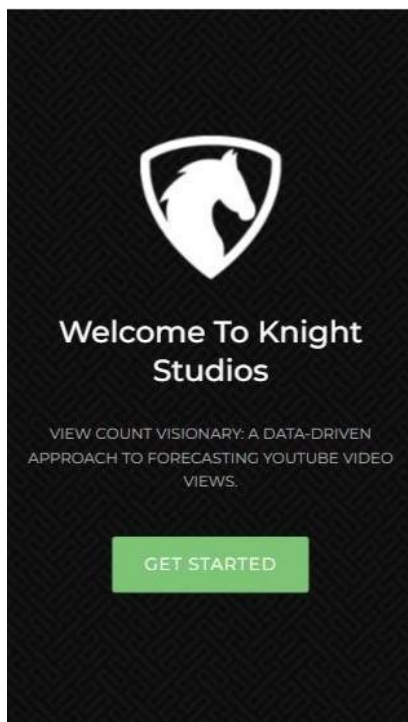 Welcome To Knight
Studios
VIEW COUNT VISIONARY: A DATA-DRIVEN
APPROACH TO FORECASTING YOUTUBE VIDEO
VIEWS.
GET STARTED